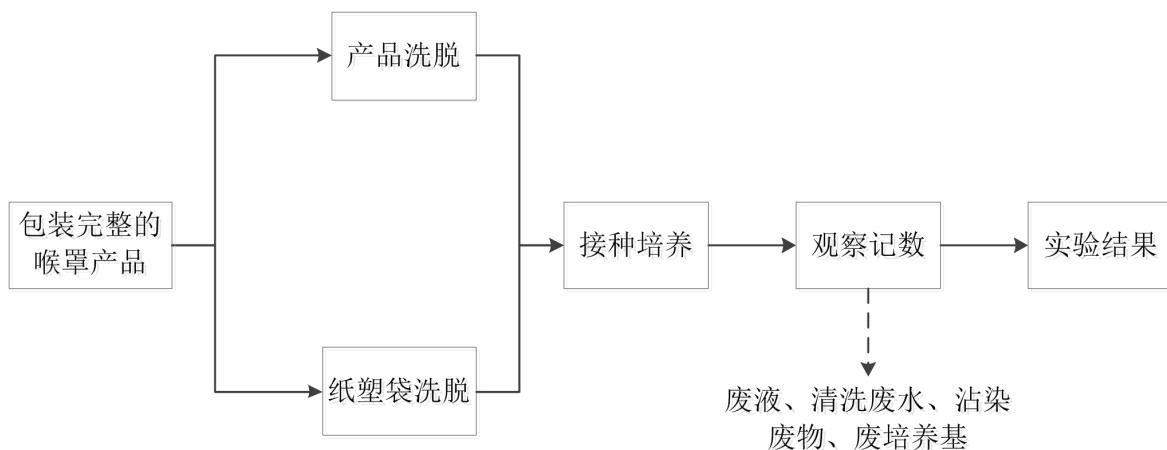 产品洗脱
包装完整的
喉罩产品
接种培养
观察记数
实验结果
纸塑袋洗脱
废液、清洗废水、沾染
废物、废培养基